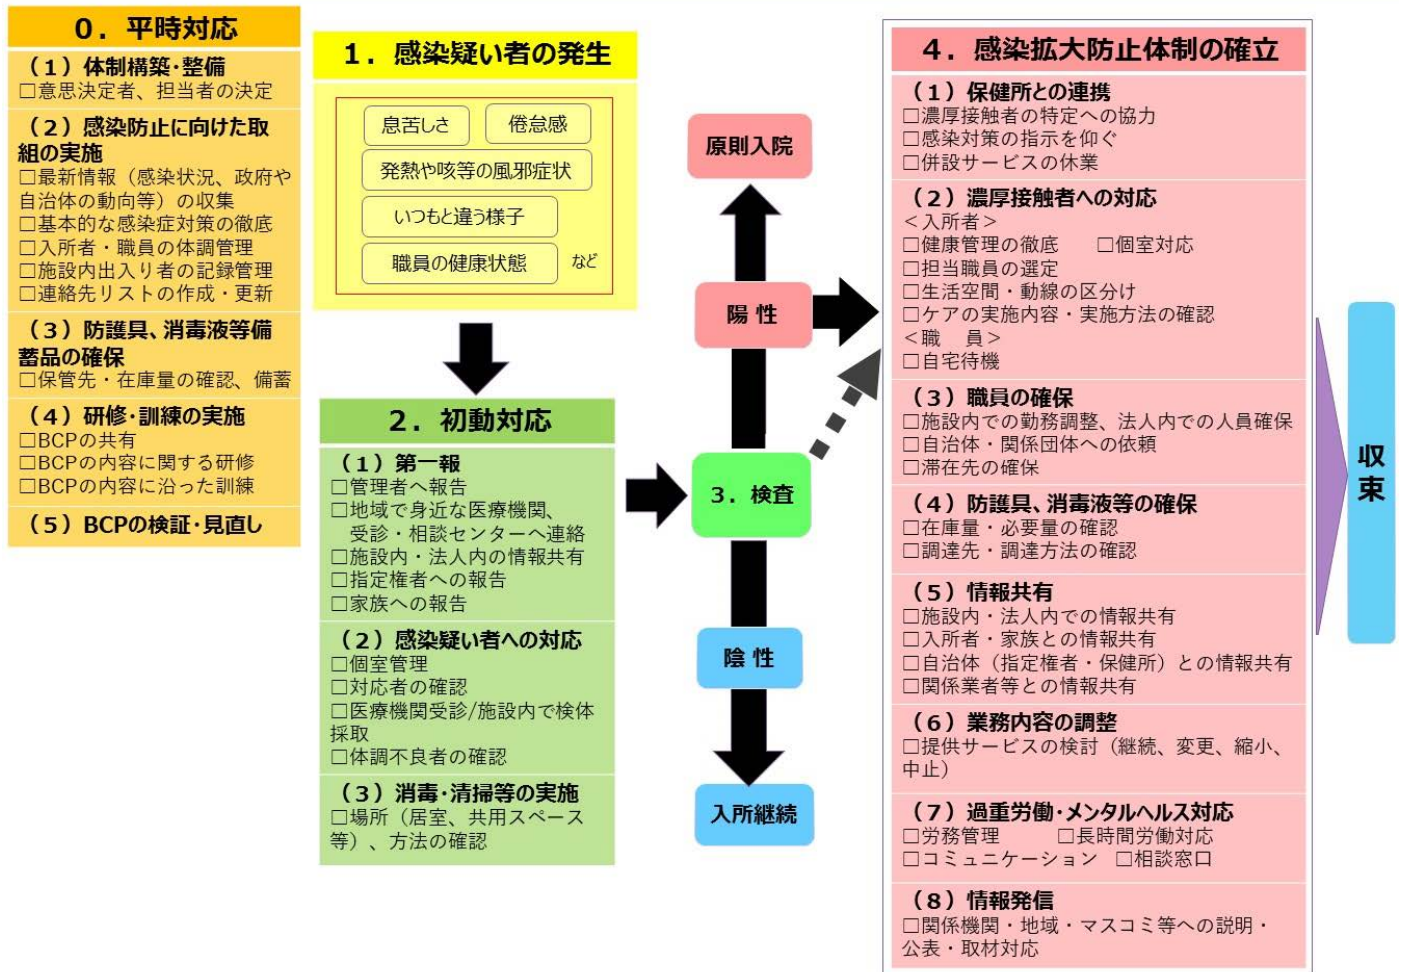 0．平時対応
（1）体制構築・整備
□意思決定者、担当者の決定
（2）感染防止に向けた取
組の実施
□最新情報（感染状況、政府や
自治体の動向等）の収集
□基本的な感染症対策の徹底
□入所者・職員の体調管理
□施設内出入り者の記録管理
□連絡先リストの作成・更新
（3）防護具、消毒液等備
蓄品の確保
□保管先・在庫量の確認、備蓄
（4）研修・訓練の実施
□BCPの共有
□BCPの内容に関する研修
□BCPの内容に沿った訓練
（5）BCPの検証・見直し
1．感染疑い者の発生
息苦しさ
倦怠感
発熱や咳等の風邪症状
いつもと違う様子
職員の健康状態
など
2．初動対応
（1）第一報
□管理者へ報告
□地域で身近な医療機関、
受診・相談センターへ連絡
□施設内・法人内の情報共有
□指定権者への報告
□家族への報告
（2）感染疑い者への対応
□個室管理
□対応者の確認
□医療機関受診/施設内で検体
採取
□体調不良者の確認
（3）消毒・清掃等の実施
□場所（居室、共用スペース
等）、方法の確認
原則入院
陽 性
3．検査
陰 性
入所継続
4．感染拡大防止体制の確立
（1）保健所との連携
□濃厚接触者の特定への協力
□感染対策の指示を仰ぐ
□併設サービスの休業
（2）濃厚接触者への対応
＜入所者＞
□健康管理の徹底　　□個室対応
□担当職員の選定
□生活空間・動線の区分け
□ケアの実施内容・実施方法の確認
＜職　員＞
□自宅待機
（3）職員の確保
□施設内での勤務調整、法人内での人員確保
□自治体・関係団体への依頼
□滞在先の確保
（4）防護具、消毒液等の確保
□在庫量・必要量の確認
□調達先・調達方法の確認
（5）情報共有
□施設内・法人内での情報共有
□入所者・家族との情報共有
□自治体（指定権者・保健所）との情報共有
□関係業者等との情報共有
（6）業務内容の調整
□提供サービスの検討（継続、変更、縮小、
中止）
（7）過重労働・メンタルヘルス対応
□労務管理　　　□長時間労働対応
□コミュニケーション　□相談窓口
（8）情報発信
□関係機関・地域・マスコミ等への説明・
公表・取材対応
収束